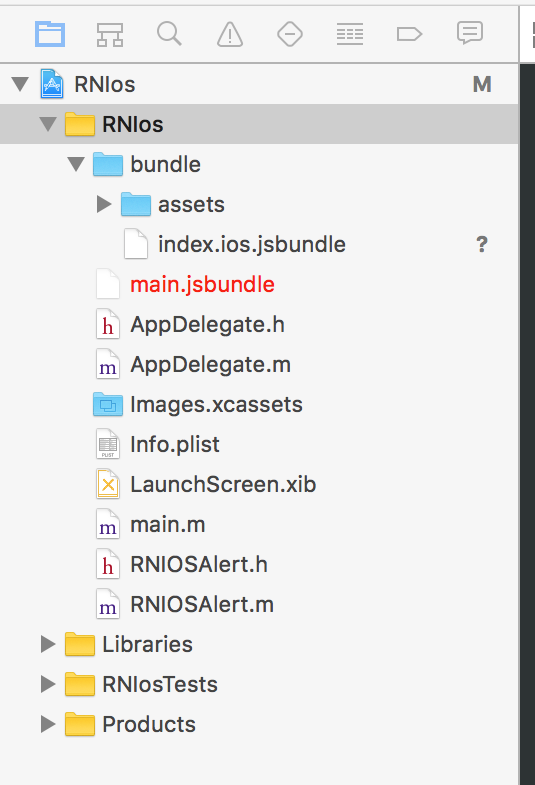 RNIos M
RNIos
bundle
assets
index.ios.jsbundle ?
main.jsbundle
h AppDelegate.h
m AppDelegate.m
Images.xcassets
PLIST Info.plist
LaunchScreen.xib
m main.m
h RNIOSAlert.h
m RNIOSAlert.m
Libraries
RNIosTests
Products